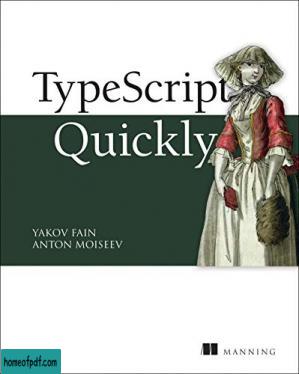 TypeScript
Quickly
YAKOV FAIN
ANTON MOISEEV
MANNING
homeofpdf.com